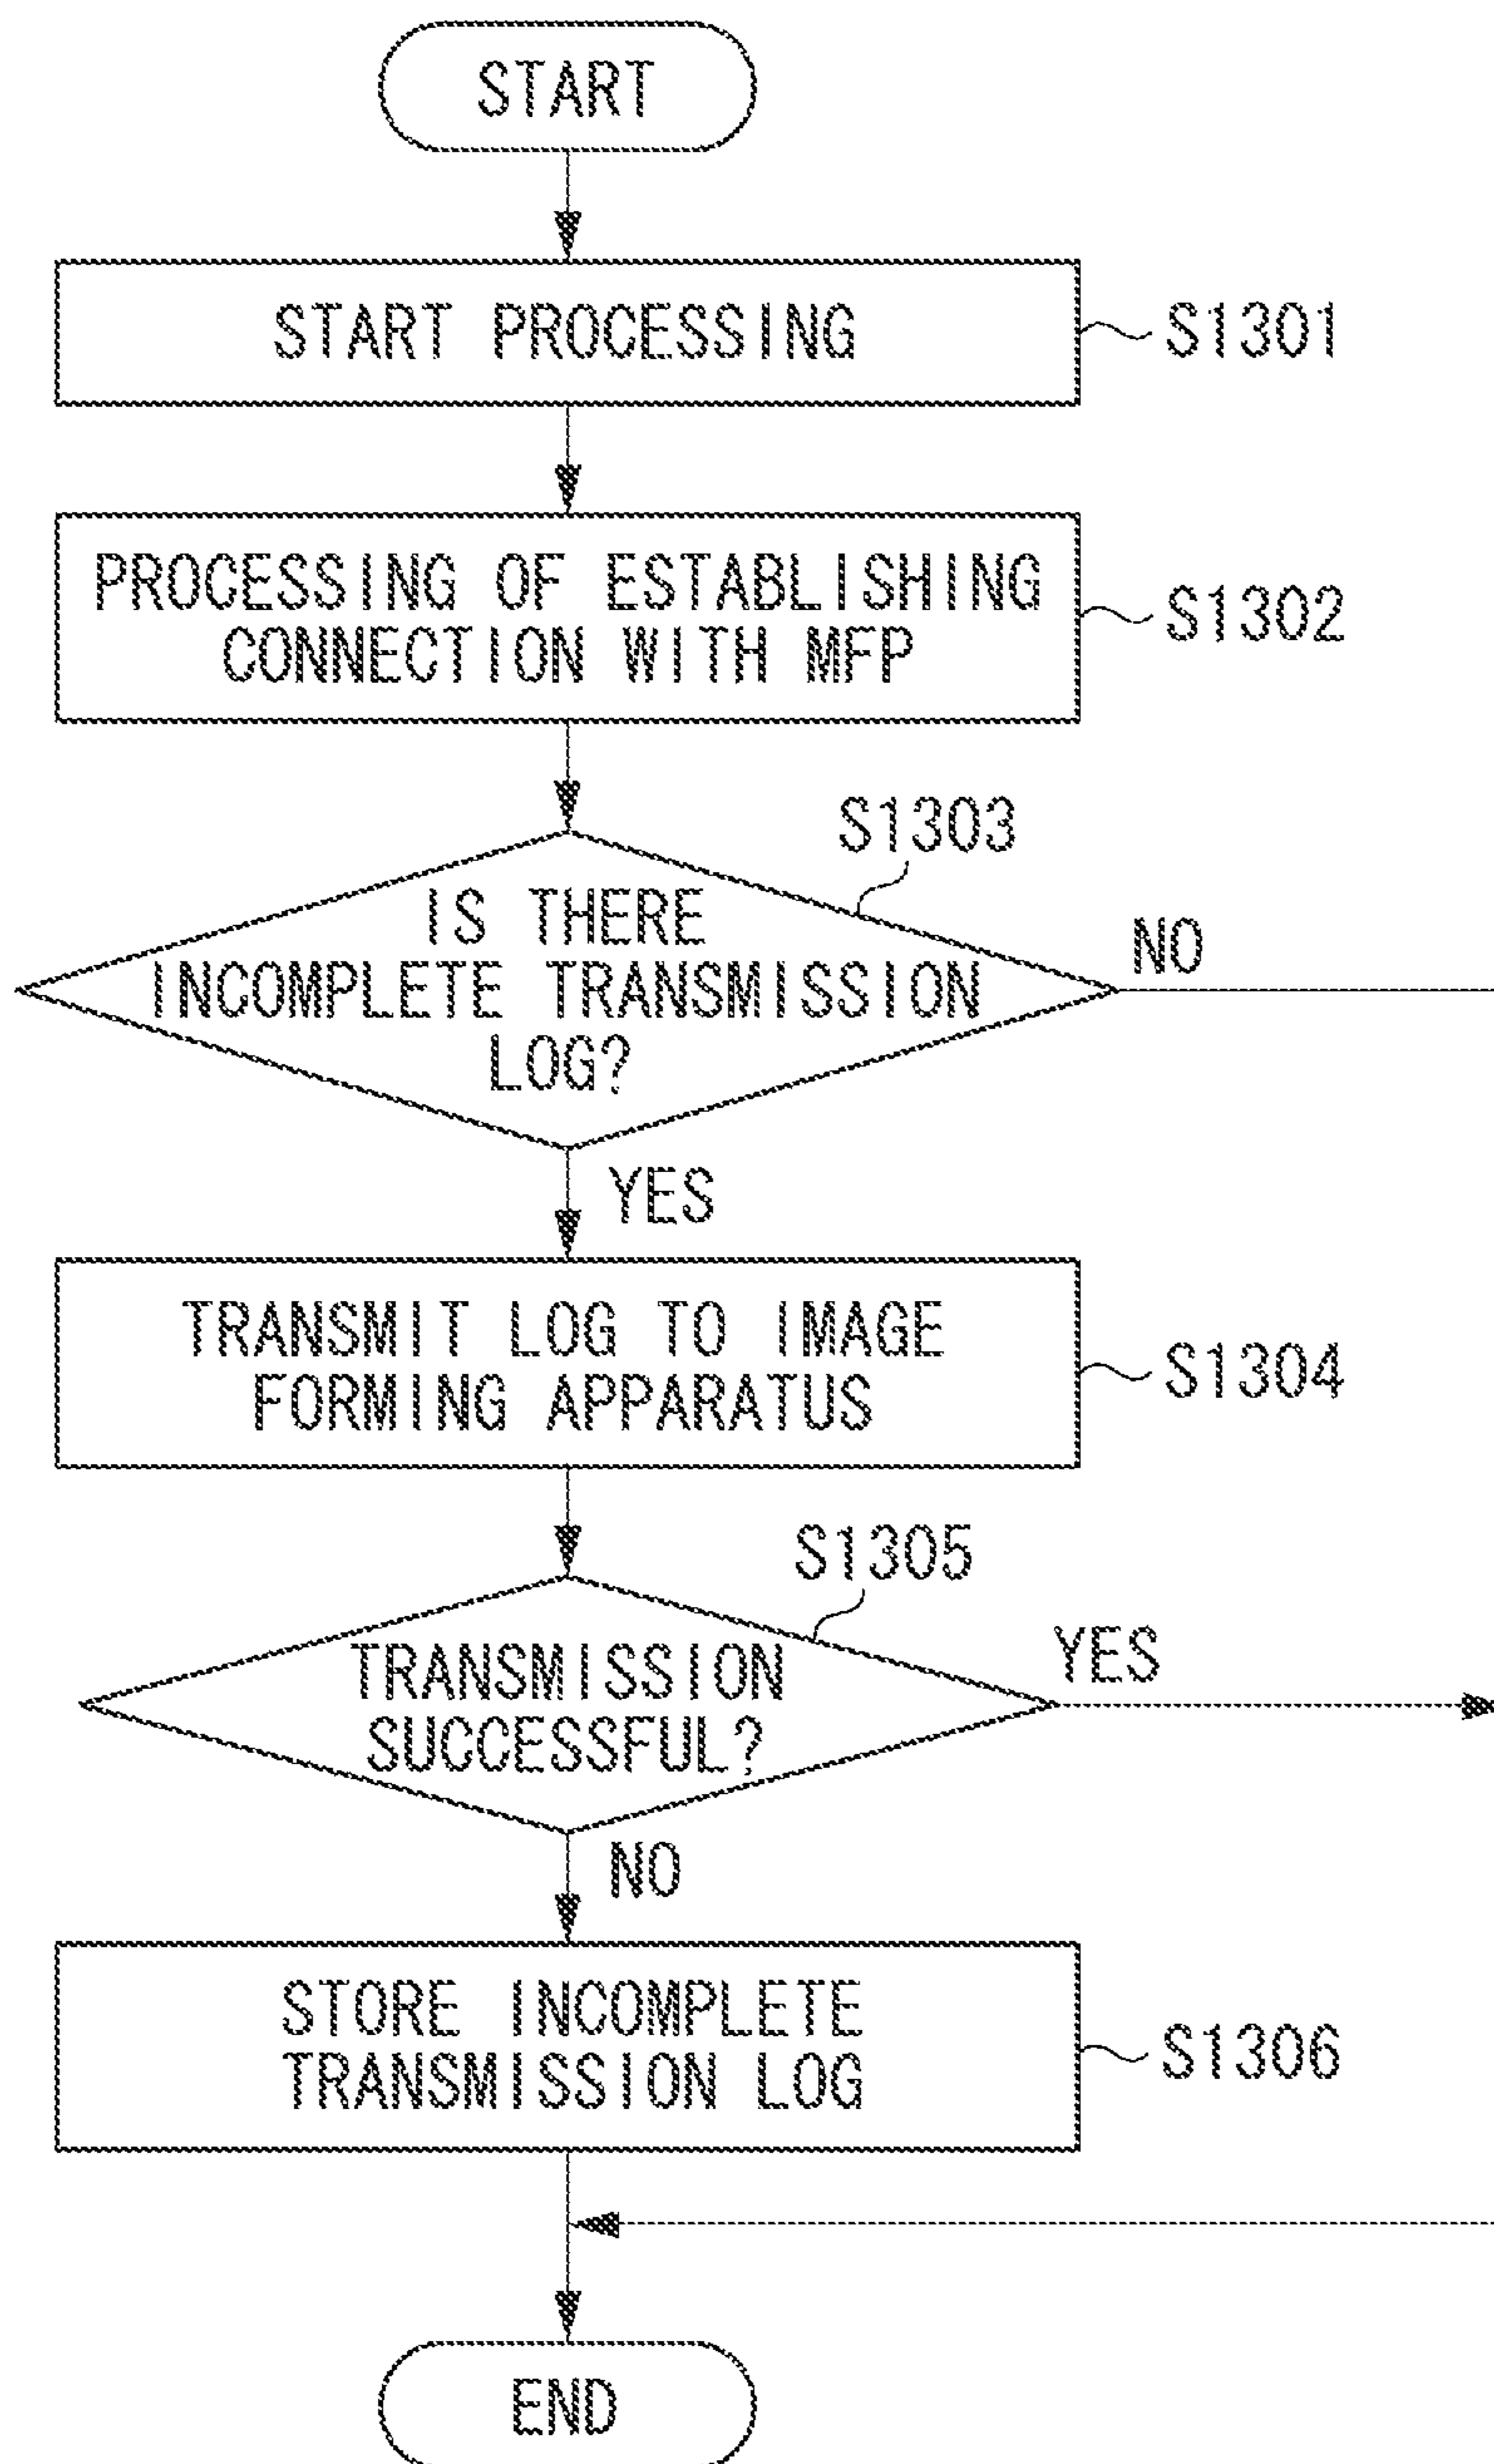 START
START PROCESSING
S1301
PROCESSING OF ESTABLISHING
CONNECTION WITH MFP
S1302
S1303
IS THERE
INCOMPLETE TRANSMISSION
LOG?
NO
YES
TRANSMIT LOG TO IMAGE
FORMING APPARATUS
S1304
S1305
TRANSMISSION
SUCCESSFUL?
YES
NO
STORE INCOMPLETE
TRANSMISSION LOG
S1306
END